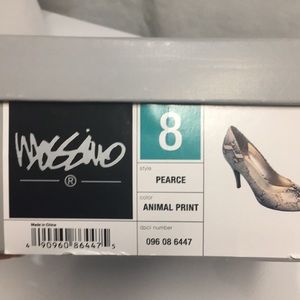 mossimo
®
8
style
PEARCE
color
ANIMAL PRINT
dpci number
096 08 6447
Made in China
4 90960 86447 5